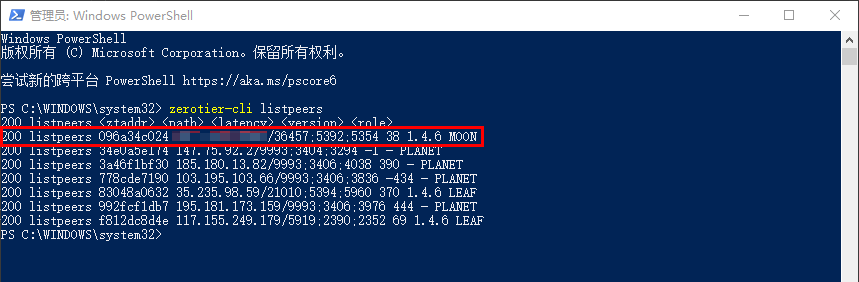 管理员: Windows PowerShell
Windows PowerShell
版权所有 (C) Microsoft Corporation。保留所有权利。
尝试新的跨平台 PowerShell https://aka.ms/pscore6
PS C:\WINDOWS\system32> zerotier-cli listpeers
200 listpeers <ztaddr> <path> <latency> <version> <role>
200 listpeers 096a34c024 /36457;5392;5354 38 1.4.6 MOON
200 listpeers 34e0a5e174 147.75.92.2/9993;3404;3294 -1 - PLANET
200 listpeers 3a46f1bf30 185.180.13.82/9993;3406;4038 390 - PLANET
200 listpeers 778cde7190 103.195.103.66/9993;3406;3836 -434 - PLANET
200 listpeers 83048a0632 35.235.98.59/21010;5394;5960 370 1.4.6 LEAF
200 listpeers 992fcf1db7 195.181.173.159/9993;3406;3976 444 - PLANET
200 listpeers f812dc8d4e 117.155.249.179/5919;2390;2352 69 1.4.6 LEAF
PS C:\WINDOWS\system32>